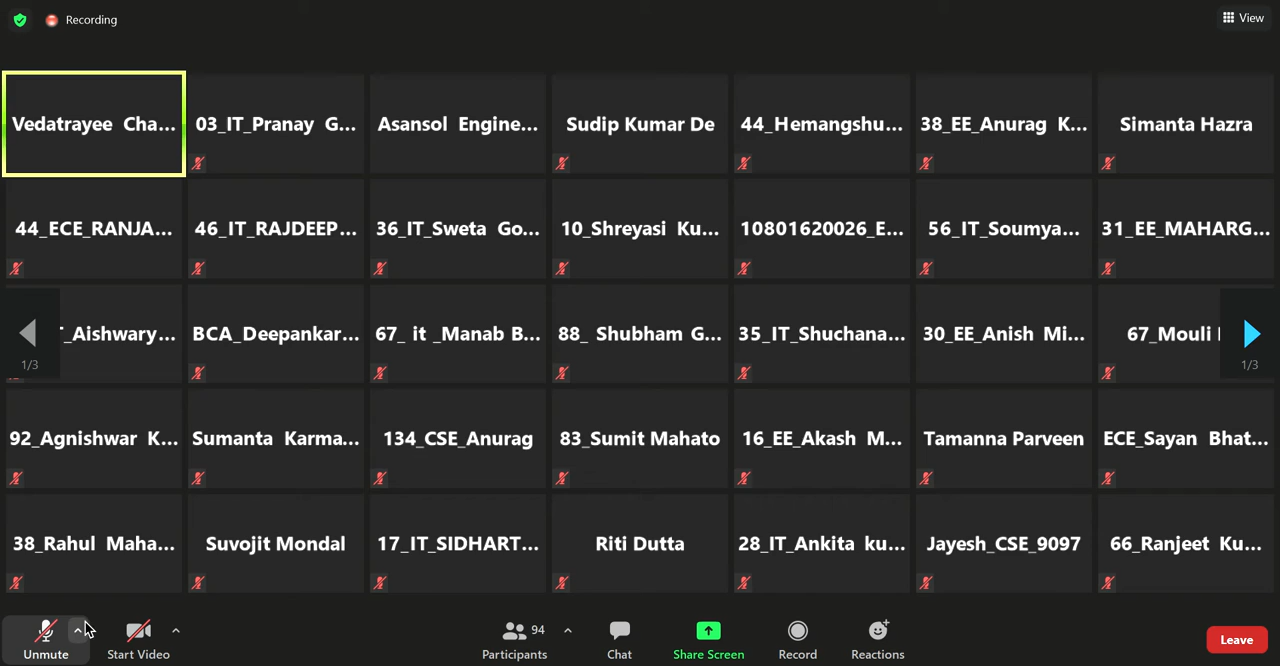 Recording
View
Vedatrayee Cha...
03_IT_Pranay G...
Asansol Engine...
Sudip Kumar De
44_Hemangshu...
38_EE_Anurag K...
Simanta Hazra
44_ECE_RANJA...
46_IT_RAJDEEP...
36_IT_Sweta Go...
10_Shreyasi Ku...
10801620026_E...
56_IT_Soumya...
31_EE_MAHARG...
_Aishwary...
BCA_Deepankar...
67_ it _Manab B...
88_ Shubham G...
35_IT_Shuchana...
30_EE_Anish Mi...
67_Mouli
1/3
1/3
92_Agnishwar K...
Sumanta Karma...
134_CSE_Anurag
83_Sumit Mahato
16_EE_Akash M...
Tamanna Parveen
ECE_Sayan Bhat...
38_Rahul Maha...
Suvojit Mondal
17_IT_SIDHART...
Riti Dutta
28_IT_Ankita ku...
Jayesh_CSE_9097
66_Ranjeet Ku...
Unmute
Start Video
94
Participants
Chat
Share Screen
Record
Reactions
Leave